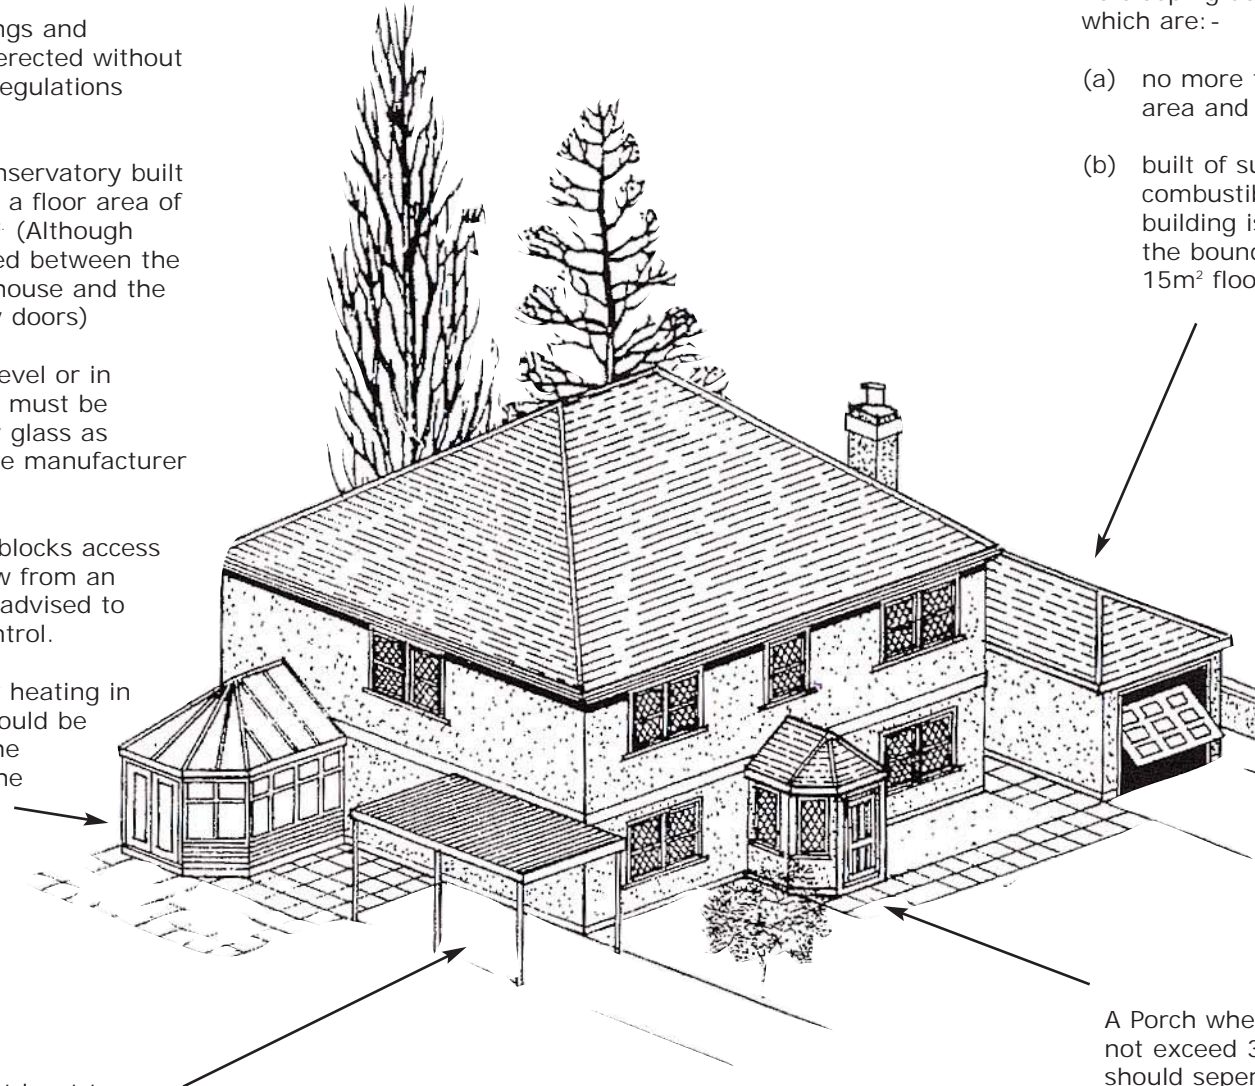 ngs and
erected without
egulations
nservatory built
a floor area of
(Although
ed between the
house and the
y doors)
evel or in
must be
y glass as
e manufacturer
blocks access
w from an
advised to
ntrol.
heating in
ould be
he
he
which are:-
(a) no more
area and
(b) built of su
combustib
building is
the bound
15m² floo
A Porch whe
not exceed 3
should seper